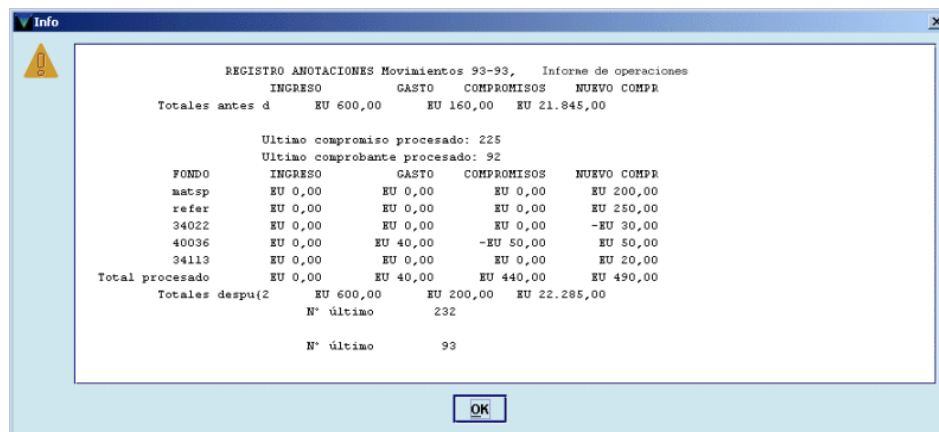 Info
REGISTRO ANOTACIONES Movimientos 93-93, Informe de operaciones
INGRESO GASTO COMPROMISOS NUEVO COMPR
Totales antes d EU 600,00 EU 160,00 EU 21.845,00
Ultimo compromiso procesado: 225
Ultimo comprobante procesado: 92
FONDO INGRESO GASTO COMPROMISOS NUEVO COMPR
matsp EU 0,00 EU 0,00 EU 0,00 EU 200,00
refer EU 0,00 EU 0,00 EU 0,00 EU 250,00
34022 EU 0,00 EU 0,00 EU 0,00 -EU 30,00
40036 EU 0,00 EU 40,00 -EU 50,00 EU 50,00
34113 EU 0,00 EU 0,00 EU 0,00 EU 20,00
Total procesado EU 0,00 EU 40,00 EU 440,00 EU 490,00
Totales despu{2 EU 600,00 EU 200,00 EU 22.285,00
N° último 232
N° último 93
OK